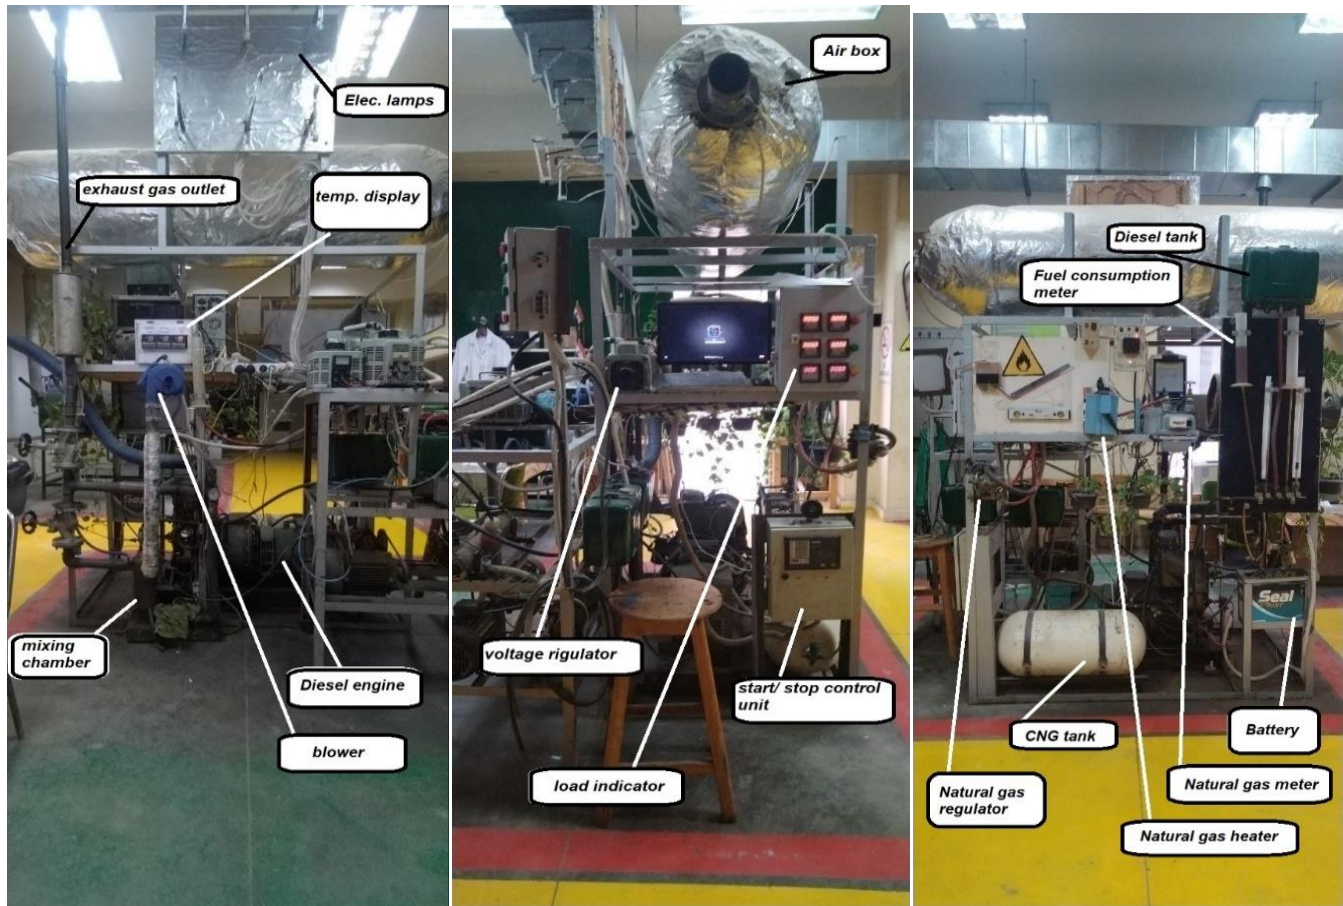 Elec. lamps
exhaust gas outlet
temp. display
mixing
chamber
Diesel engine
blower
Air box
voltage rigulator
start/ stop control
unit
load indicator
Diesel tank
Fuel consumption
meter
Seal
CNG tank
Battery
Natural gas
regulator
Natural gas meter
Natural gas heater